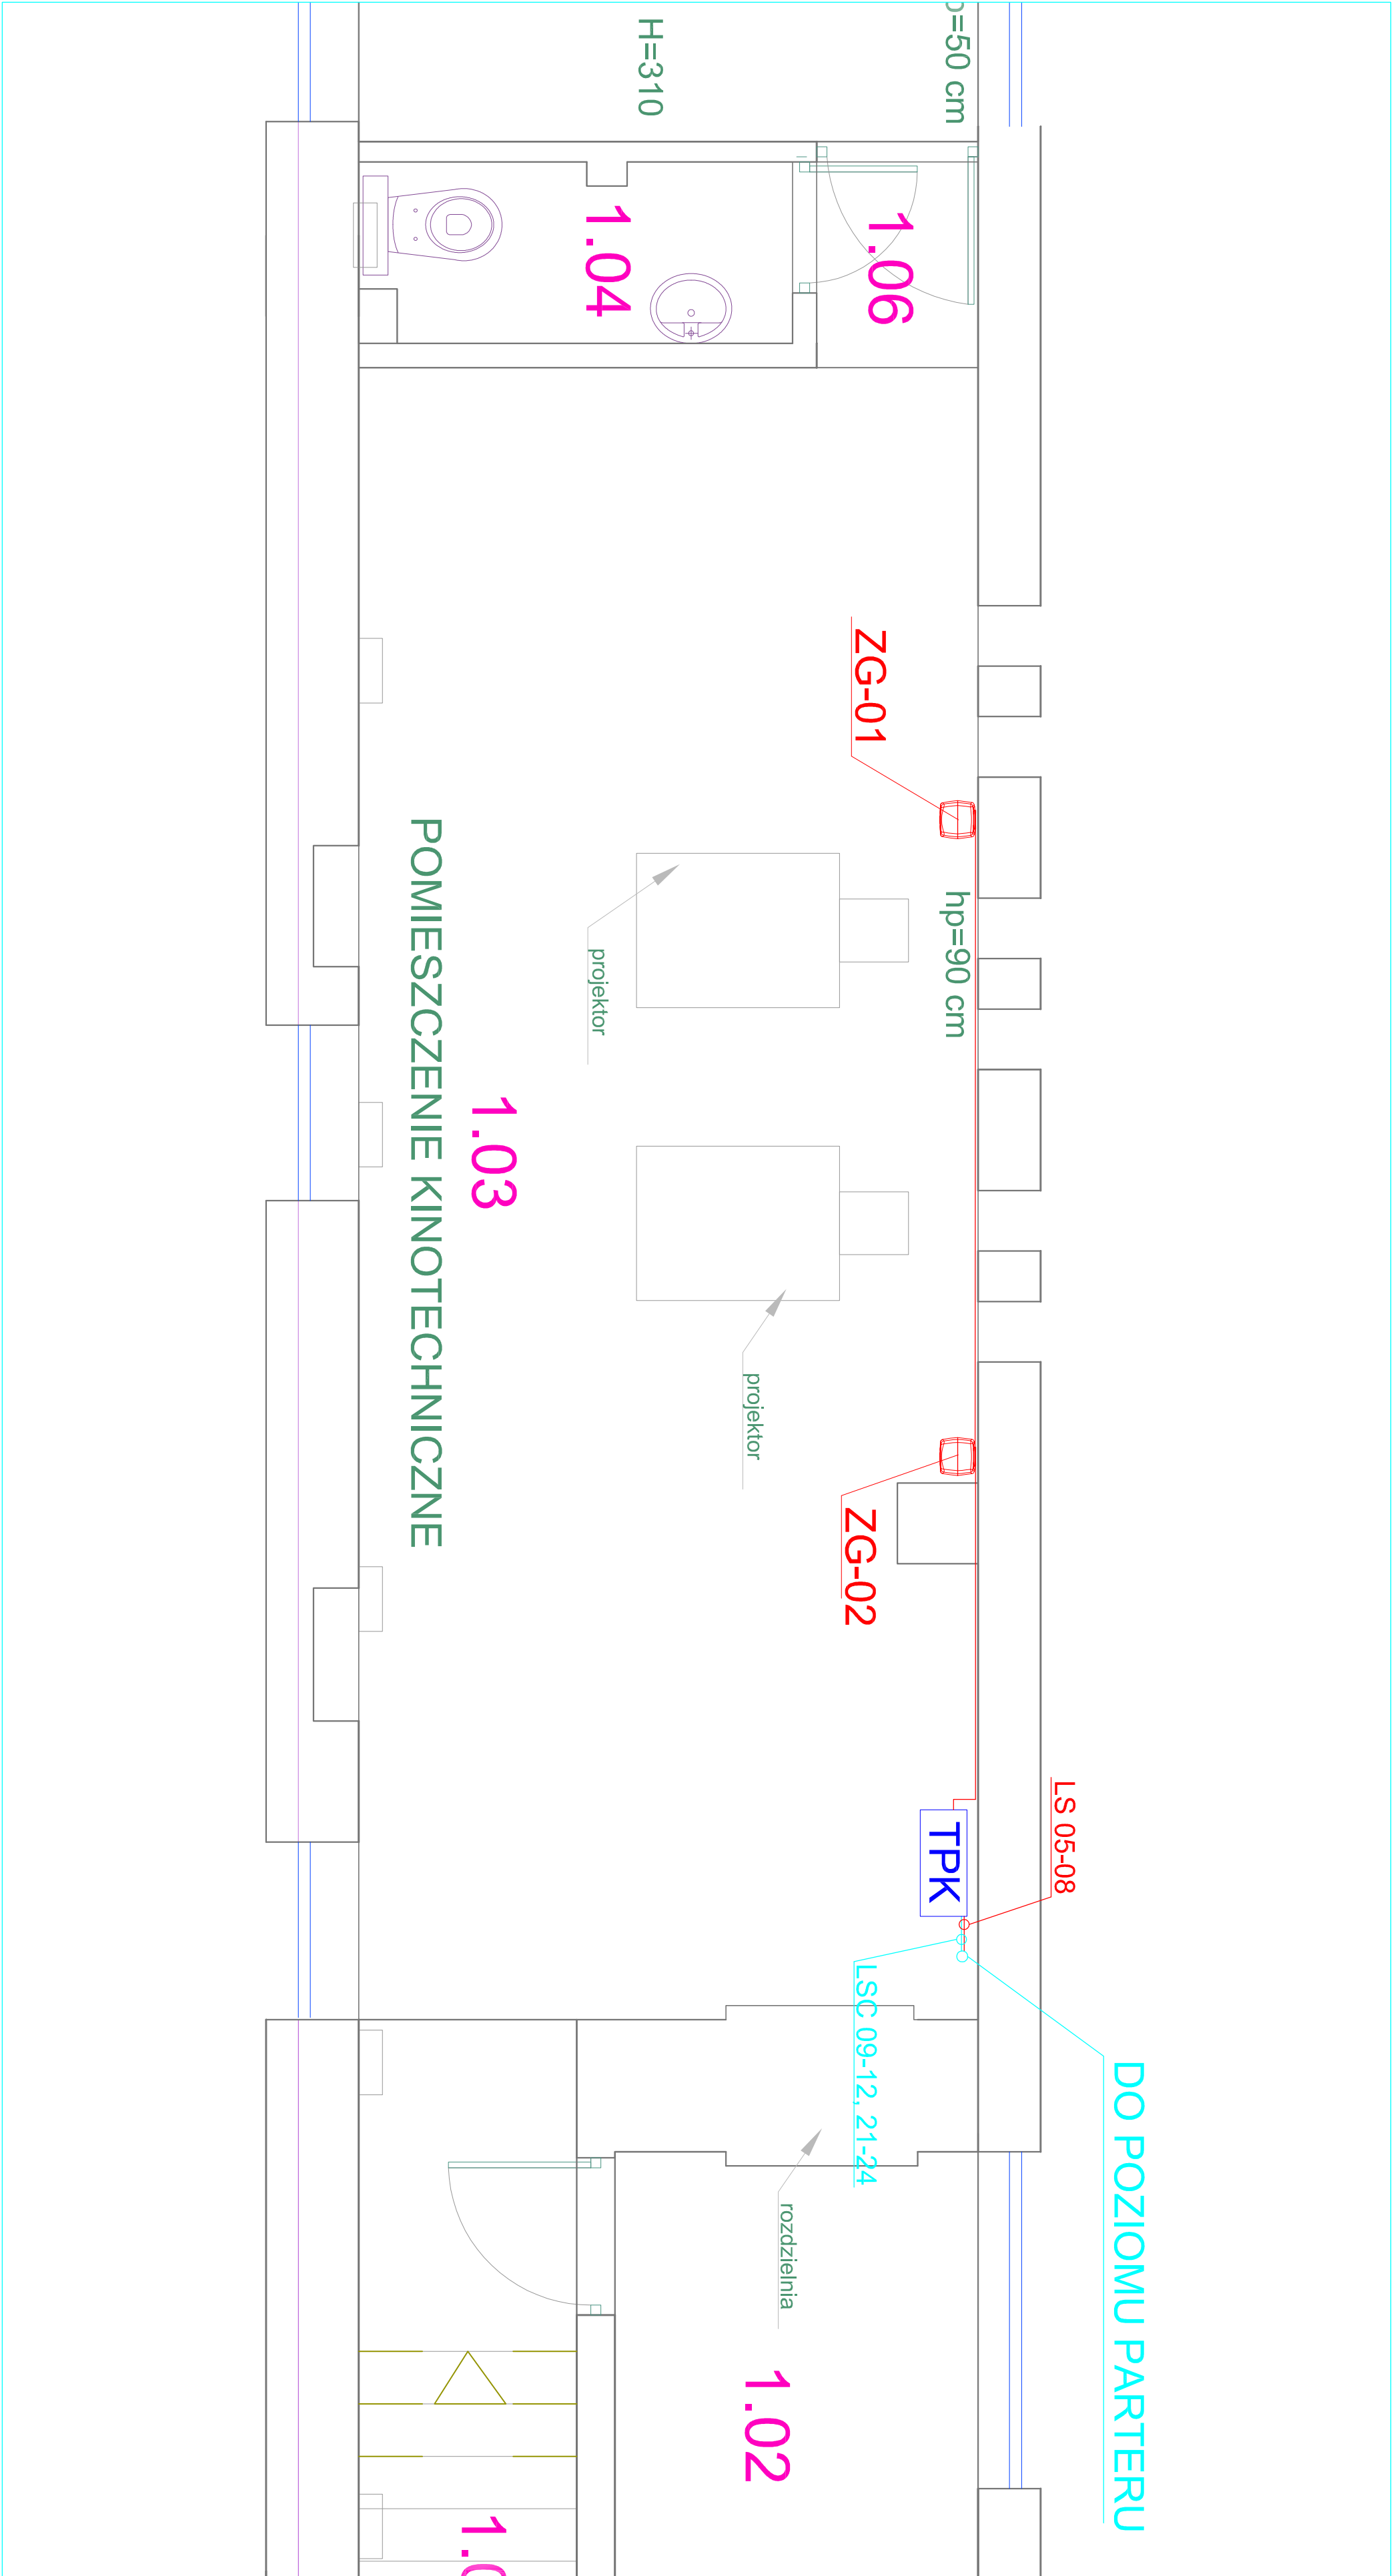 H=310
=50 cm
1.04
1.06
ZG-01
hp=90 cm
projektor
1.03
POMIESZCZENIE KINOTECHNICZNE
projektor
ZG-02
LS 05-08
TPK
LSC 09-12, 21-24
DO POZIOMU PARTERU
rozdzielnia
1.02